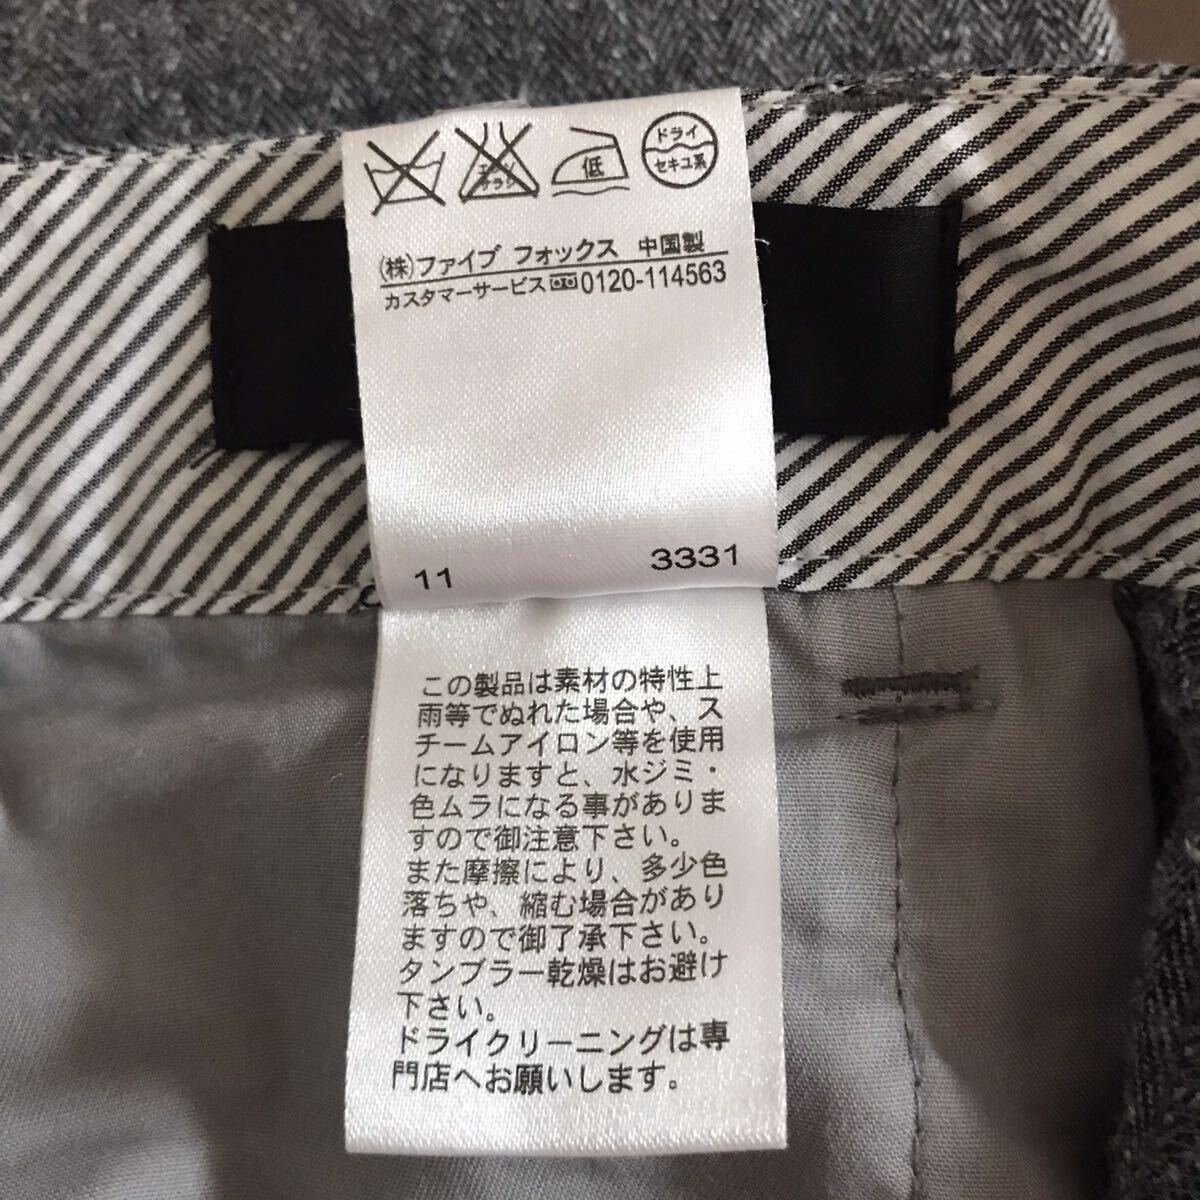 エンソ
チラシ
低
ドライ
セキユ系
(株)ファイブ フォックス 中国製
カスタマーサービス 0120-114563
11 3331
この製品は素材の特性上
雨等でぬれた場合や、ス
チームアイロン等を使用
になりますと、水ジミ・
色ムラになる事がありま
すので御注意下さい。
また摩擦により、多少色
落ちや、縮む場合があり
ますので御了承下さい。
タンブラー乾燥はお避け
下さい。
ドライクリーニングは専
門店へお願いします。